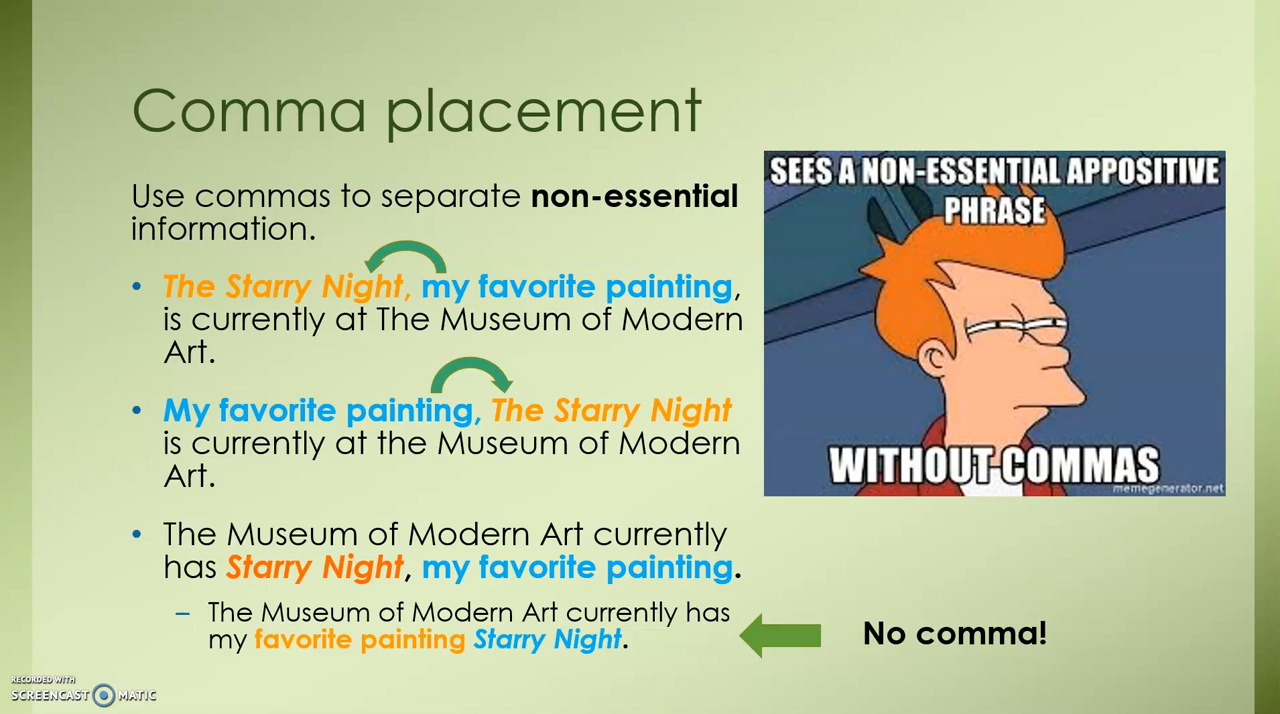 Comma placement
Use commas to separate non-essential
information.
• The Starry Night, my favorite painting,
is currently at The Museum of Modern
Art.
• My favorite painting, The Starry Night
is currently at the Museum of Modern
Art.
• The Museum of Modern Art currently
has Starry Night, my favorite painting.
– The Museum of Modern Art currently has
my favorite painting Starry Night.
No comma!
SEES A NON-ESSENTIAL APPOSITIVE
PHRASE
WITHOUT COMMAS
memegenerator.net
RECORDED WITH
SCREENCAST MATIC